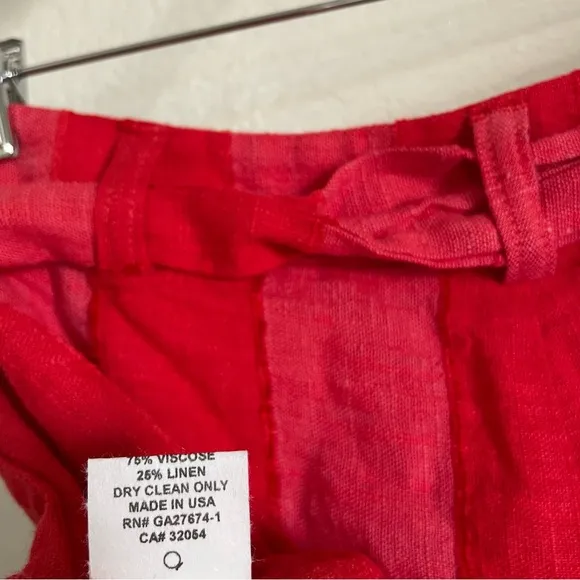 75% VISCOSE
25% LINEN
DRY CLEAN ONLY
MADE IN USA
RN# GA27674-1
CA# 32054